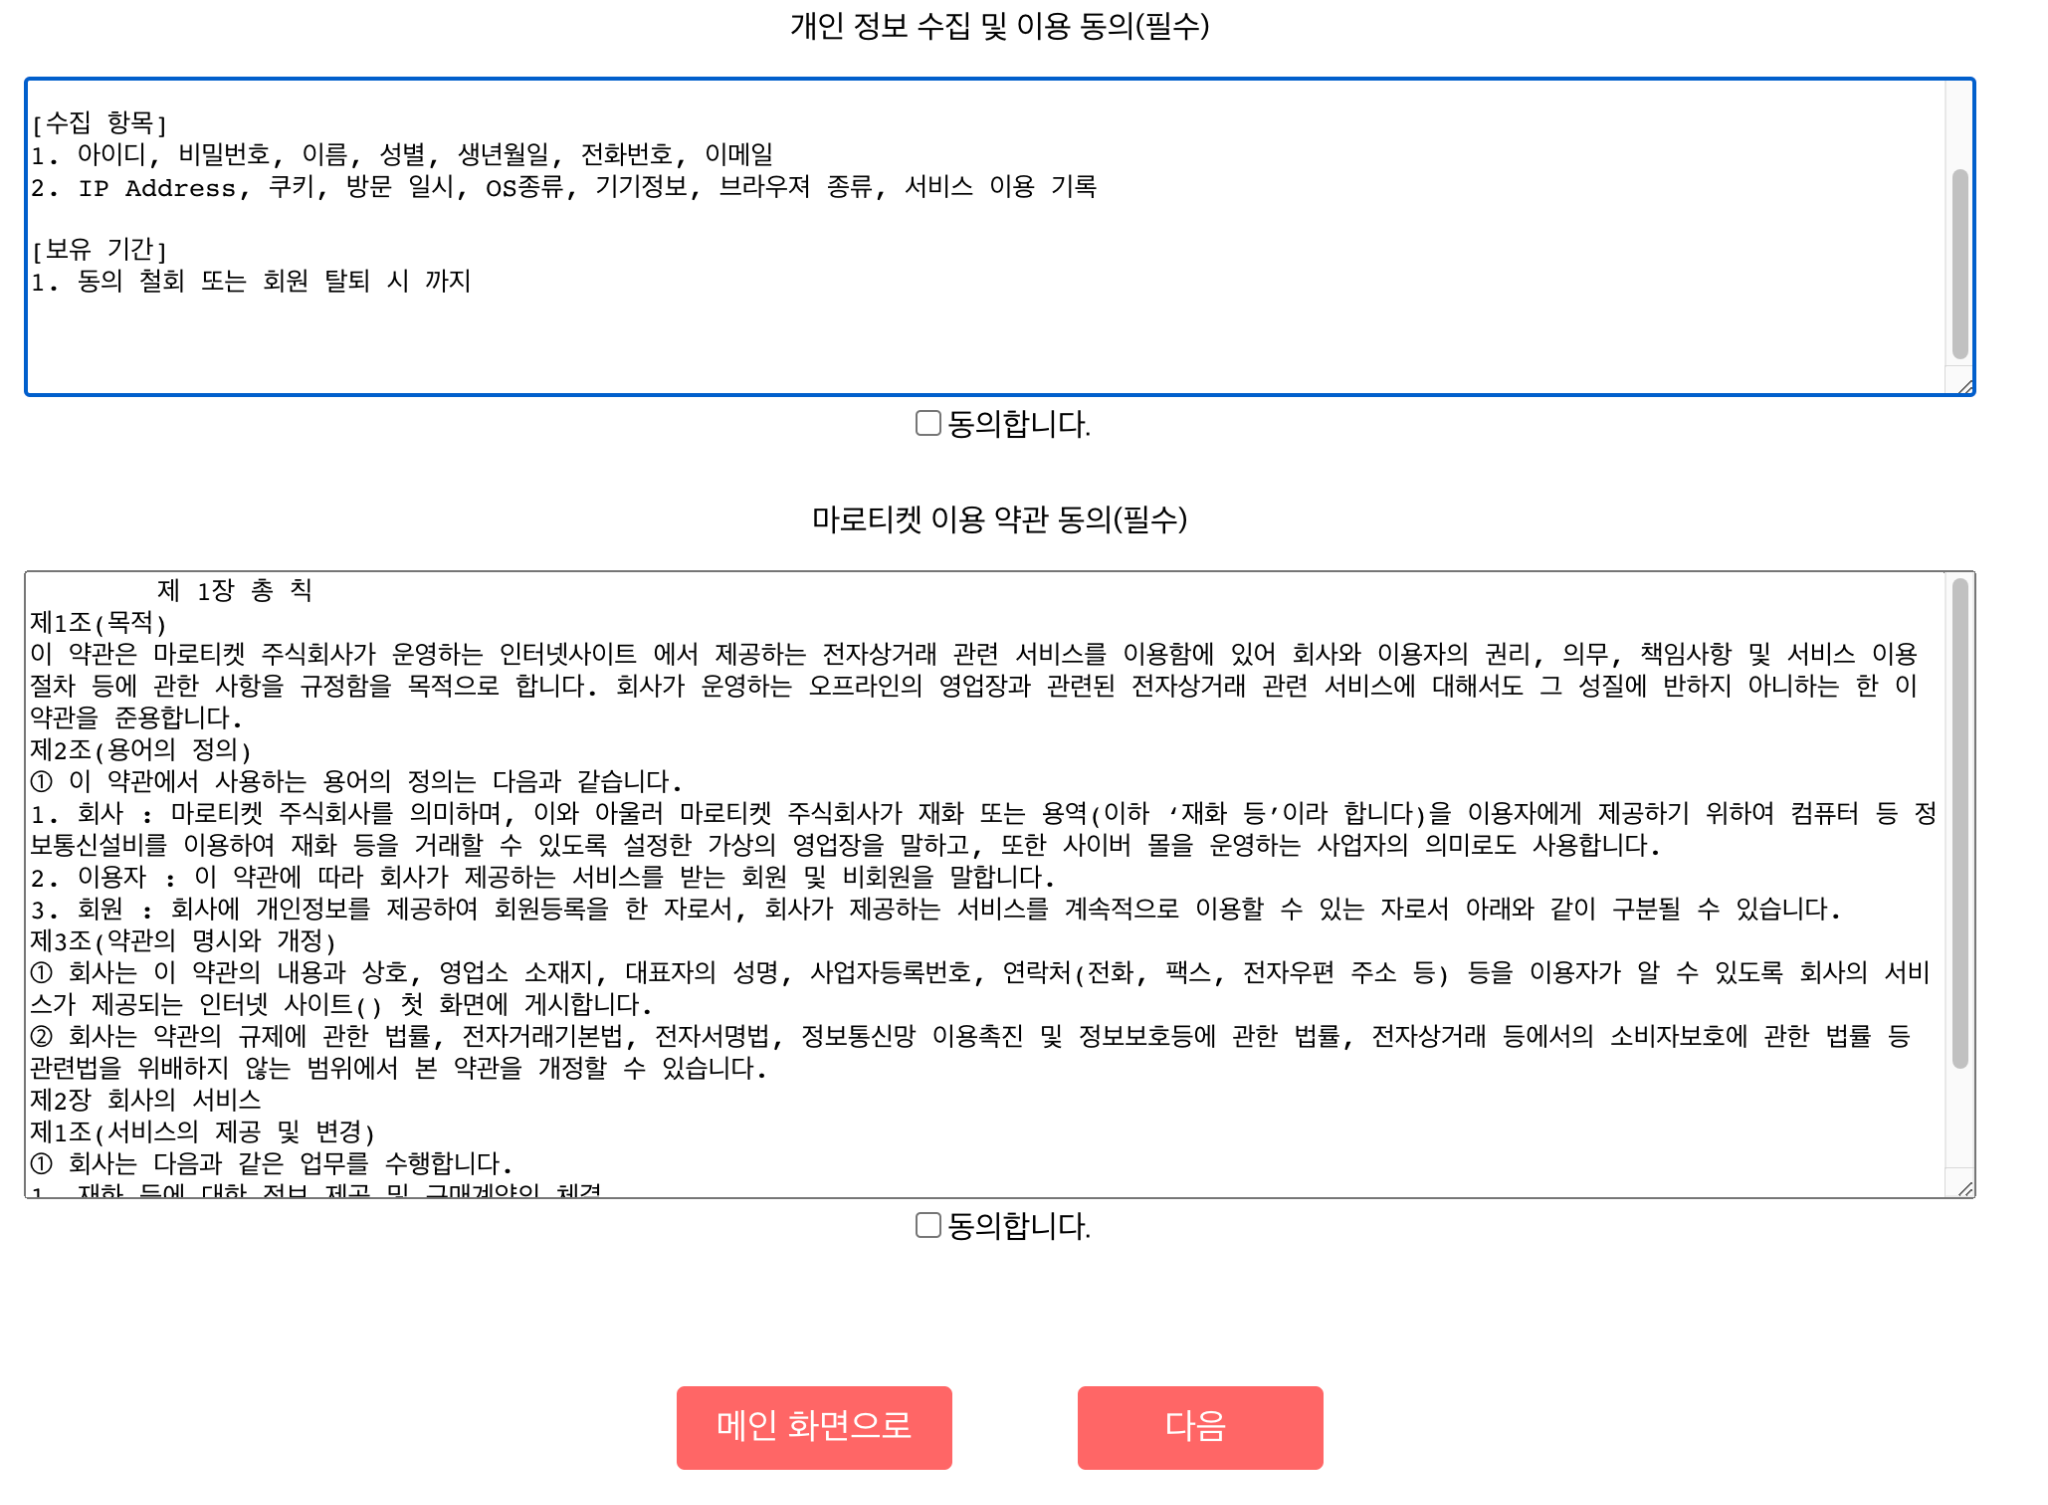 개인 정보 수집 및 이용 동의(필수)
[수집 항목]
1. 아이디, 비밀번호, 이름, 성별, 생년월일, 전화번호, 이메일
2. IP Address, 쿠키, 방문 일시, OS종류, 기기정보, 브라우져 종류, 서비스 이용 기록
[보유 기간]
1. 동의 철회 또는 회원 탈퇴 시 까지
동의합니다.
마로티켓 이용 약관 동의(필수)
제 1장 총 칙
제1조(목적)
이 약관은 마로티켓 주식회사가 운영하는 인터넷사이트 에서 제공하는 전자상거래 관련 서비스를 이용함에 있어 회사와 이용자의 권리, 의무, 책임사항 및 서비스 이용
절차 등에 관한 사항을 규정함을 목적으로 합니다. 회사가 운영하는 오프라인의 영업장과 관련된 전자상거래 관련 서비스에 대해서도 그 성질에 반하지 아니하는 한 이
약관을 준용합니다.
제2조(용어의 정의)
① 이 약관에서 사용하는 용어의 정의는 다음과 같습니다.
1. 회사 : 마로티켓 주식회사를 의미하며, 이와 아울러 마로티켓 주식회사가 재화 또는 용역(이하 ‘재화 등’이라 합니다)을 이용자에게 제공하기 위하여 컴퓨터 등 정
보통신설비를 이용하여 재화 등을 거래할 수 있도록 설정한 가상의 영업장을 말하고, 또한 사이버 몰을 운영하는 사업자의 의미로도 사용합니다.
2. 이용자 : 이 약관에 따라 회사가 제공하는 서비스를 받는 회원 및 비회원을 말합니다.
3. 회원 : 회사에 개인정보를 제공하여 회원등록을 한 자로서, 회사가 제공하는 서비스를 계속적으로 이용할 수 있는 자로서 아래와 같이 구분될 수 있습니다.
제3조(약관의 명시와 개정)
① 회사는 이 약관의 내용과 상호, 영업소 소재지, 대표자의 성명, 사업자등록번호, 연락처(전화, 팩스, 전자우편 주소 등) 등을 이용자가 알 수 있도록 회사의 서비
스가 제공되는 인터넷 사이트() 첫 화면에 게시합니다.
② 회사는 약관의 규제에 관한 법률, 전자거래기본법, 전자서명법, 정보통신망 이용촉진 및 정보보호등에 관한 법률, 전자상거래 등에서의 소비자보호에 관한 법률 등
관련법을 위배하지 않는 범위에서 본 약관을 개정할 수 있습니다.
제2장 회사의 서비스
제1조(서비스의 제공 및 변경)
① 회사는 다음과 같은 업무를 수행합니다.
1. 재화 등에 대한 정보 제공 및 구매계약의 체결
동의합니다.
메인 화면으로
다음